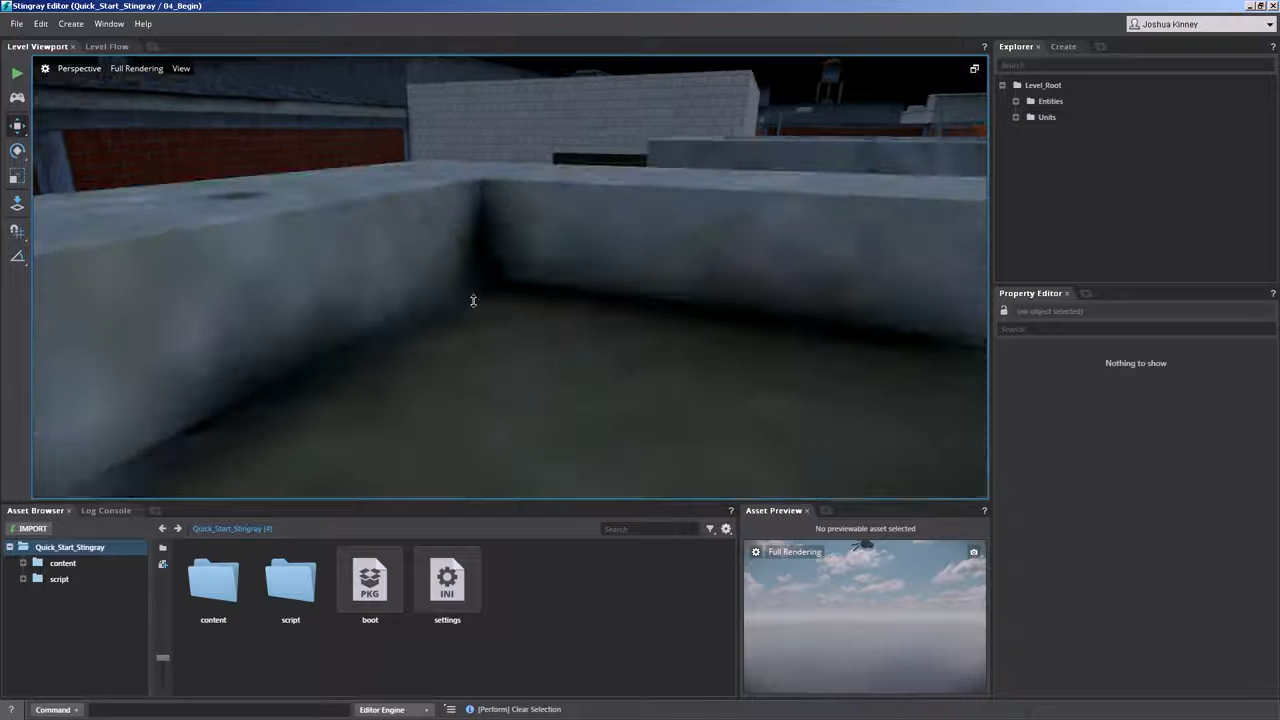 Stingray Editor (Quick_Start_Stingray / 04_Begin)
File Edit Create Window Help
Joshua Kinney
Level Viewport × Level Flow
?
Explorer × Create
?
Perspective Full Rendering View
Search
Level_Root
Entities
Units
Property Editor ×
?
(no object selected)
Search
Nothing to show
Asset Browser × Log Console
?
Asset Preview ×
?
IMPORT
Quick_Start_Stingray (4)
Search
No previewable asset selected
Quick_Start_Stingray
content
script
PKG
INI
content
script
boot
settings
Full Rendering
?
Command
Editor Engine
[Perform] Clear Selection